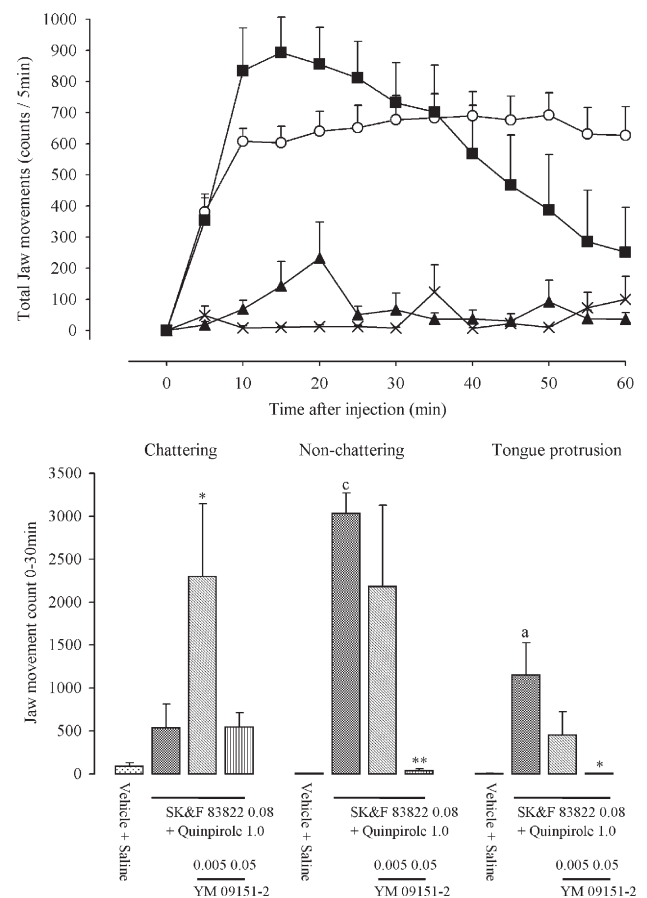 1000
900
800
700
600
500
400
300
200
100
0
Total Jaw movements (counts / 5min)
0 10 20 30 40 50 60
Time after injection (min)
Chattering Non-chattering Tongue protrusion
3500
3000
2500
2000
1500
1000
500
0
Jaw movement count 0-30min
*
c
**
a
*
Vehicle + Saline
SK&F 83822 0.08
+ Quinpirole 1.0
0.005 0.05
YM 09151-2
Vehicle + Saline
SK&F 83822 0.08
+ Quinpirole 1.0
0.005 0.05
YM 09151-2
Vehicle + Saline
SK&F 83822 0.08
+ Quinpirole 1.0
0.005 0.05
YM 09151-2